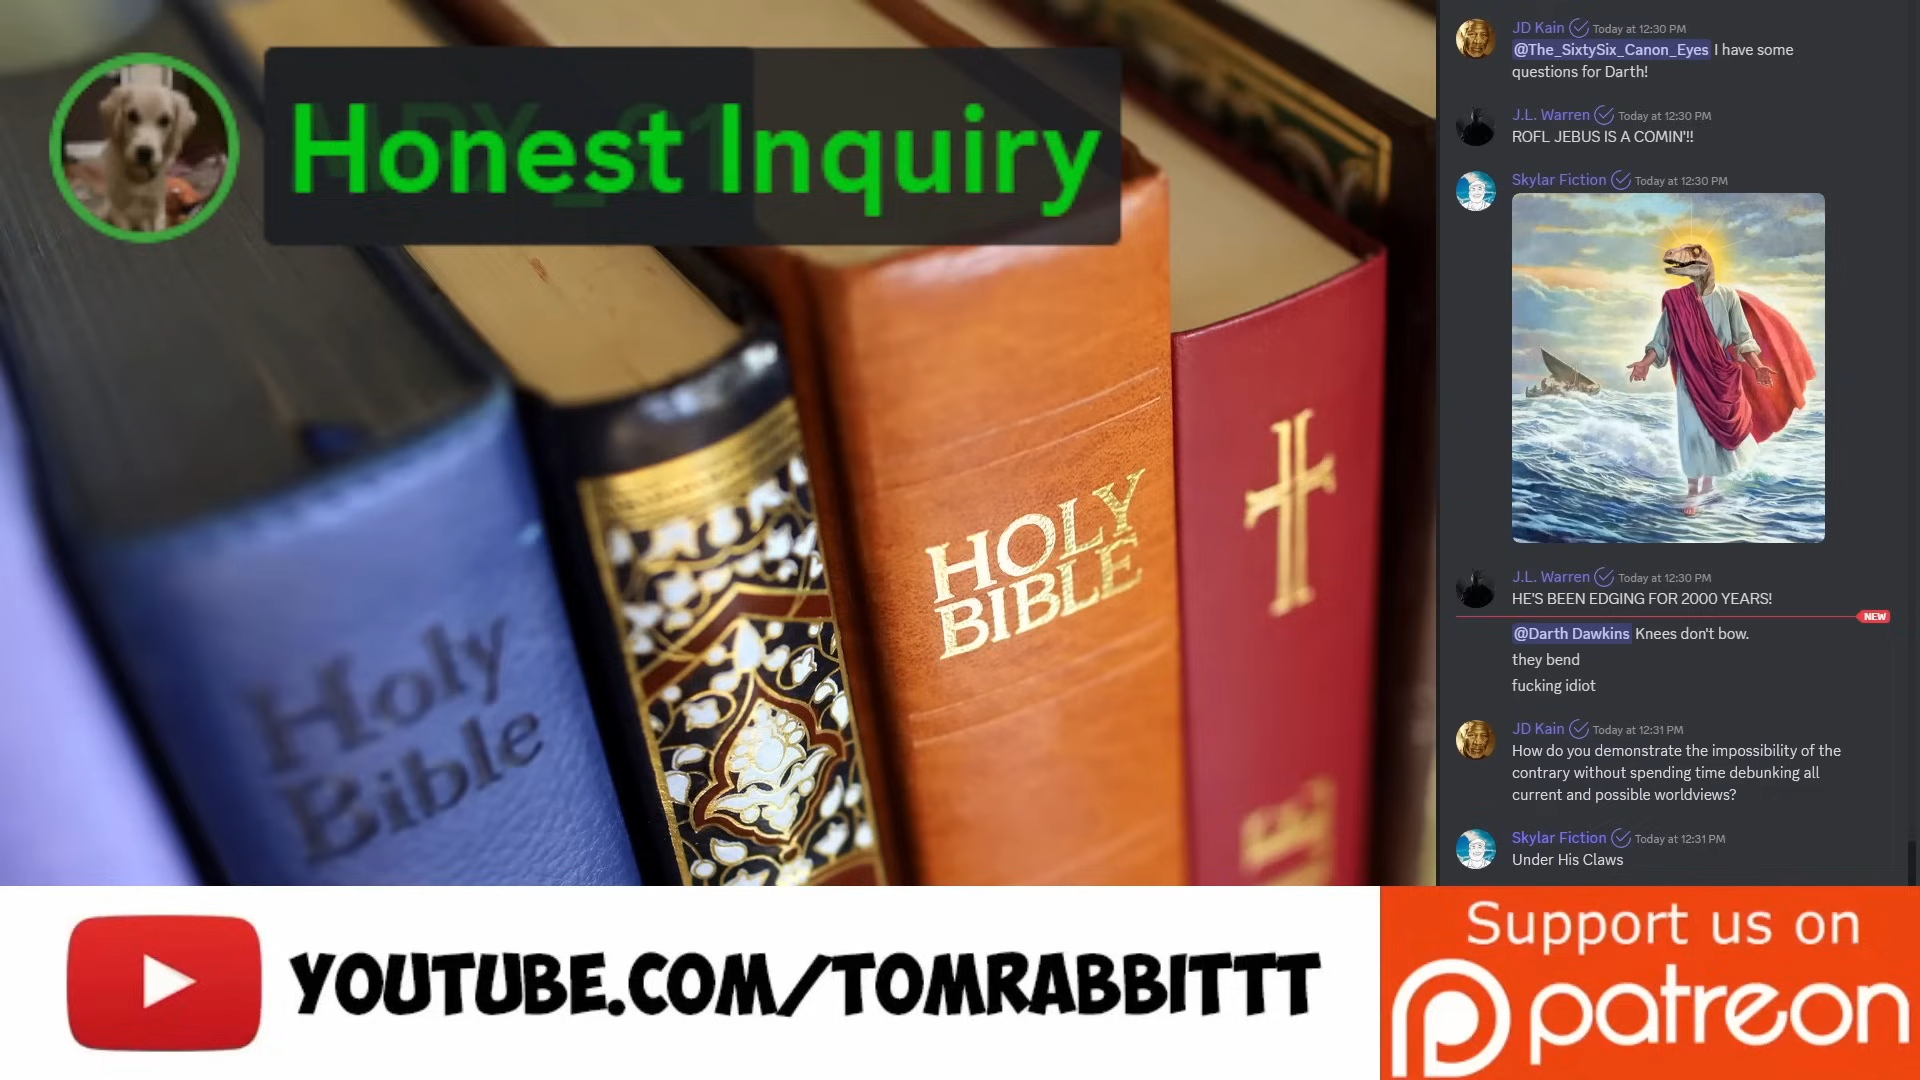 Honest Inquiry
Holy
Bible
HOLY
BIBLE
JD Kain Today at 12:30 PM
@The_SixtySix_Canon_Eyes I have some
questions for Darth!
J.L. Warren Today at 12:30 PM
ROFL JEBUS IS A COMIN'!!
Skylar Fiction Today at 12:30 PM
J.L. Warren Today at 12:30 PM
HE'S BEEN EDGING FOR 2000 YEARS!
NEW
@Darth Dawkins Knees don't bow.
they bend
fucking idiot
JD Kain Today at 12:31 PM
How do you demonstrate the impossibility of the
contrary without spending time debunking all
current and possible worldviews?
Skylar Fiction Today at 12:31 PM
Under His Claws
YOUTUBE.COM/TOMRABBITTT
Support us on
patreon